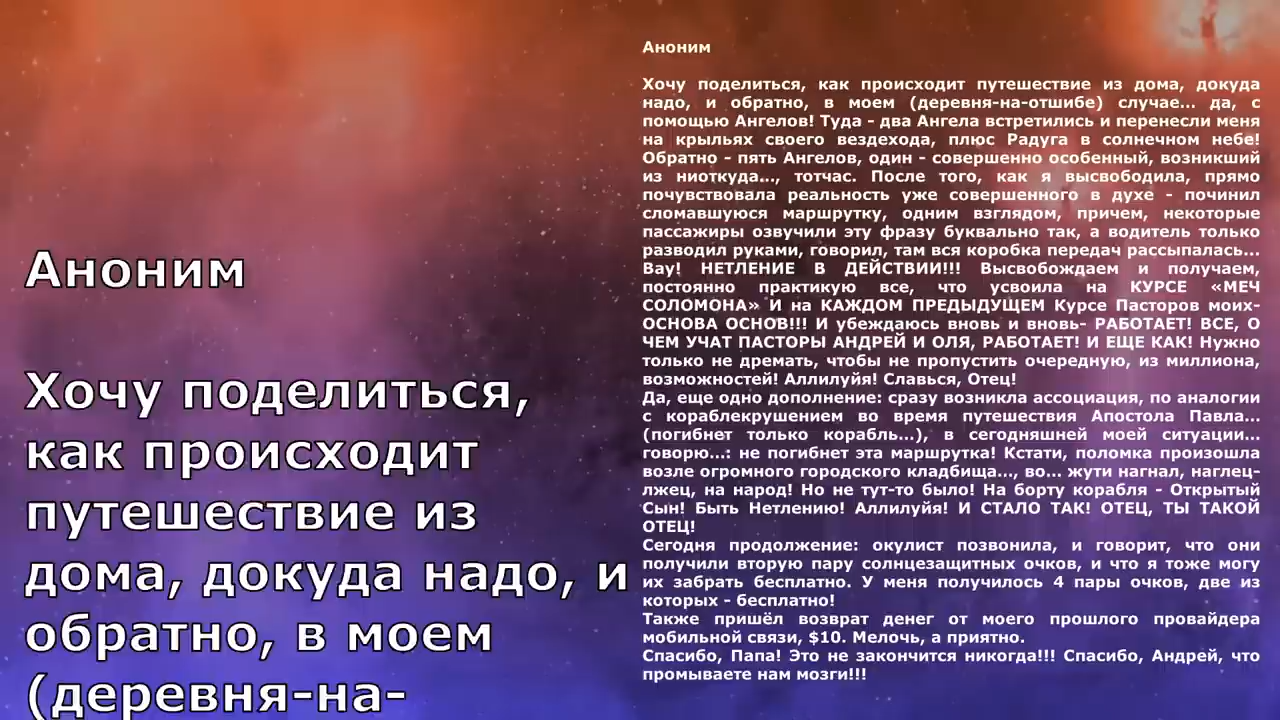 Аноним
Хочу поделиться,
как происходит
путешествие из
дома, докуда надо, и
обратно, в моем
(деревня-на-
Аноним
Хочу поделиться, как происходит путешествие из дома, докуда
надо, и обратно, в моем (деревня-на-отшибе) случае... да, с
помощью Ангелов! Туда - два Ангела встретились и перенесли меня
на крыльях своего вездехода, плюс Радуга в солнечном небе!
Обратно - пять Ангелов, один - совершенно особенный, возникший
из ниоткуда..., тотчас. После того, как я высвободила, прямо
почувствовала реальность уже совершенного в духе - починил
сломавшуюся маршрутку, одним взглядом, причем, некоторые
пассажиры озвучили эту фразу буквально так, а водитель только
разводил руками, говорил, там вся коробка передач рассыпалась...
Вау! НЕТЛЕНИЕ В ДЕЙСТВИИ!!! Высвобождаем и получаем,
постоянно практикую все, что усвоила на КУРСЕ «МЕЧ
СОЛОМОНА» И на КАЖДОМ ПРЕДЫДУЩЕМ Курсе Пасторов моих-
ОСНОВА ОСНОВ!!! И убеждаюсь вновь и вновь- РАБОТАЕТ! ВСЕ, О
ЧЕМ УЧАТ ПАСТОРЫ АНДРЕЙ И ОЛЯ, РАБОТАЕТ! И ЕЩЕ КАК! Нужно
только не дремать, чтобы не пропустить очередную, из миллиона,
возможностей! Аллилуйя! Славься, Отец!
Да, еще одно дополнение: сразу возникла ассоциация, по аналогии
с кораблекрушением во время путешествия Апостола Павла...
(погибнет только корабль...), в сегодняшней моей ситуации...
говорю...: не погибнет эта маршрутка! Кстати, поломка произошла
возле огромного городского кладбища..., во... жути нагнал, наглец-
лжец, на народ! Но не тут-то было! На борту корабля - Открытый
Сын! Быть Нетлению! Аллилуйя! И СТАЛО ТАК! ОТЕЦ, ТЫ ТАКОЙ
ОТЕЦ!
Сегодня продолжение: окулист позвонила, и говорит, что они
получили вторую пару солнцезащитных очков, и что я тоже могу
их забрать бесплатно. У меня получилось 4 пары очков, две из
которых - бесплатно!
Также пришёл возврат денег от моего прошлого провайдера
мобильной связи, $10. Мелочь, а приятно.
Спасибо, Папа! Это не закончится никогда!!! Спасибо, Андрей, что
промываете нам мозги!!!